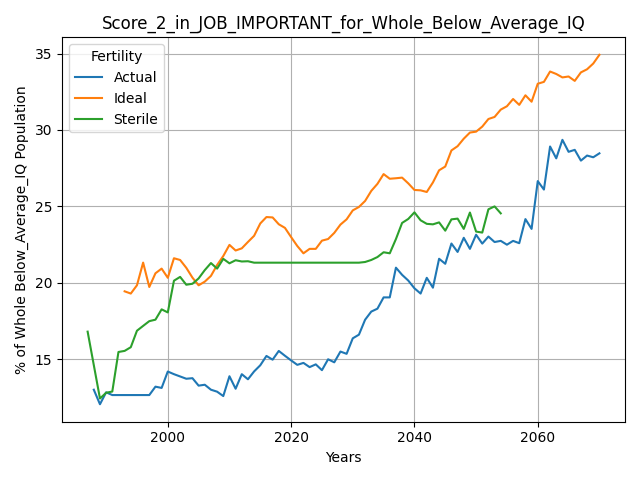 Score_2_in_JOB_IMPORTANT_for_Whole_Below_Average_IQ
Fertility
Actual
Ideal
Sterile
% of Whole Below_Average_IQ Population
35
30
25
20
15
2000
2020
2040
2060
Years